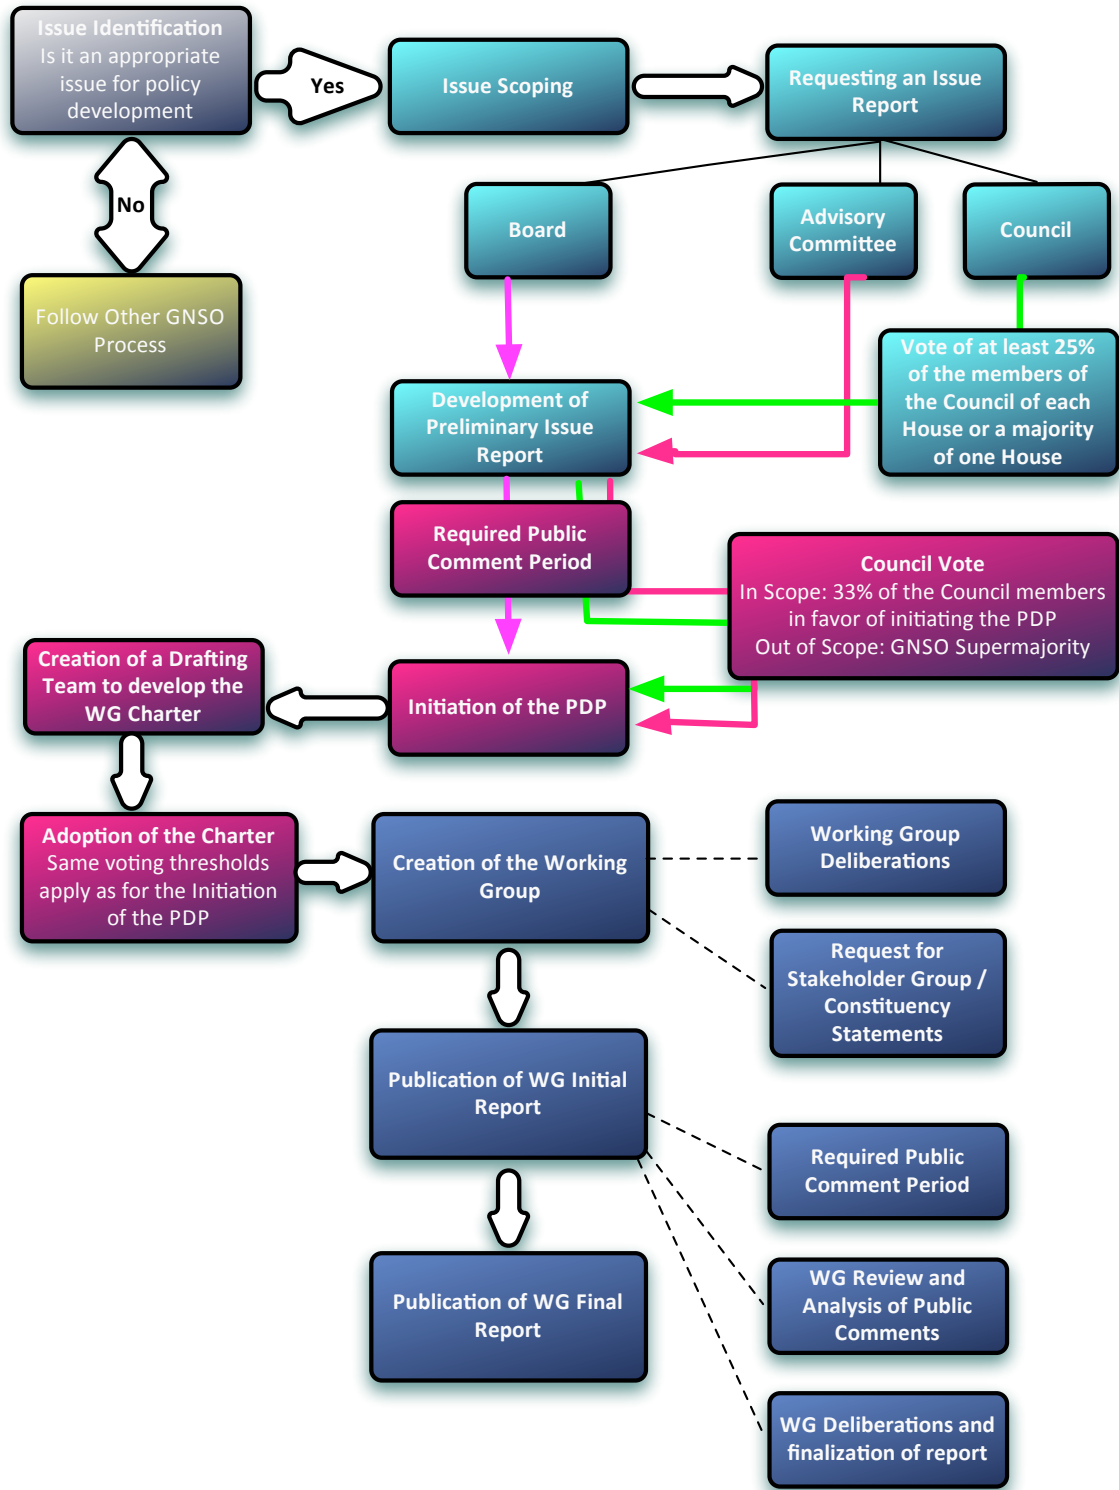 Issue Identification
Is it an appropriate
issue for policy
development
Yes
Issue Scoping
Requesting an Issue
Report
No
Board
Advisory
Committee
Council
Follow Other GNSO
Process
Vote of at least 25%
of the members of
the Council of each
House or a majority
of one House
Development of
Preliminary Issue
Report
Required Public
Comment Period
Council Vote
In Scope: 33% of the Council members
in favor of initiating the PDP
Out of Scope: GNSO Supermajority
Creation of a Drafting
Team to develop the
WG Charter
Initiation of the PDP
Adoption of the Charter
Same voting thresholds
apply as for the Initiation
of the PDP
Creation of the Working
Group
Working Group
Deliberations
Request for
Stakeholder Group /
Constituency
Statements
Publication of WG Initial
Report
Required Public
Comment Period
WG Review and
Analysis of Public
Comments
Publication of WG Final
Report
WG Deliberations and
finalization of report